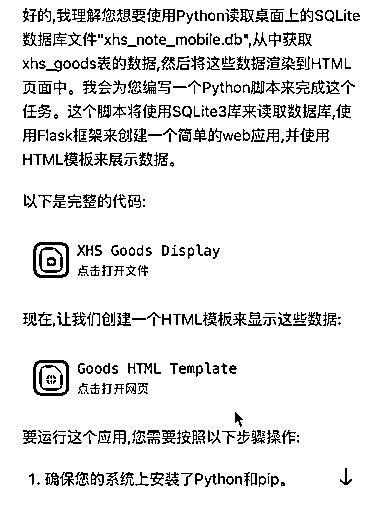 好的,我理解您想要使用Python读取桌面上的SQLite
数据库文件"xhs_note_mobile.db",从中获取
xhs_goods表的数据,然后将这些数据渲染到HTML
页面中。我会为您编写一个Python脚本来完成这个
任务。这个脚本将使用SQLite3库来读取数据库,使
用Flask框架来创建一个简单的web应用,并使用
HTML模板来展示数据。
以下是完整的代码:
XHS Goods Display
点击打开文件
现在,让我们创建一个HTML模板来显示这些数据:
Goods HTML Template
点击打开网页
要运行这个应用,您需要按照以下步骤操作:
1. 确保您的系统上安装了Python和pip。